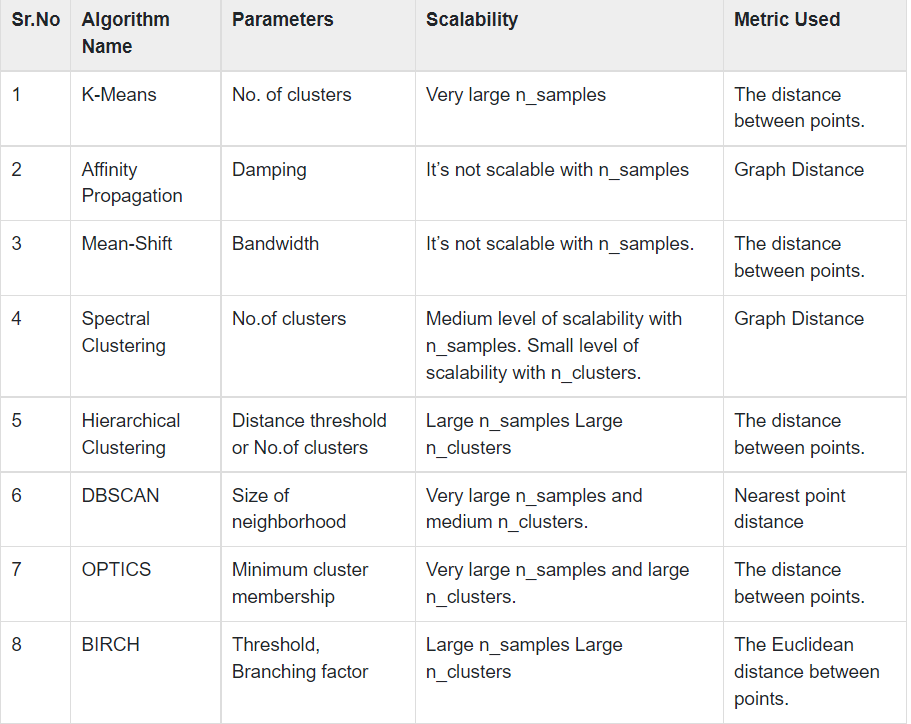 Sr.No Algorithm Name Parameters Scalability Metric Used
1 K-Means No. of clusters Very large n_samples The distance between points.
2 Affinity Propagation Damping It’s not scalable with n_samples Graph Distance
3 Mean-Shift Bandwidth It’s not scalable with n_samples. The distance between points.
4 Spectral Clustering No.of clusters Medium level of scalability with n_samples. Small level of scalability with n_clusters. Graph Distance
5 Hierarchical Clustering Distance threshold or No.of clusters Large n_samples Large n_clusters The distance between points.
6 DBSCAN Size of neighborhood Very large n_samples and medium n_clusters. Nearest point distance
7 OPTICS Minimum cluster membership Very large n_samples and large n_clusters. The distance between points.
8 BIRCH Threshold, Branching factor Large n_samples Large n_clusters The Euclidean distance between points.